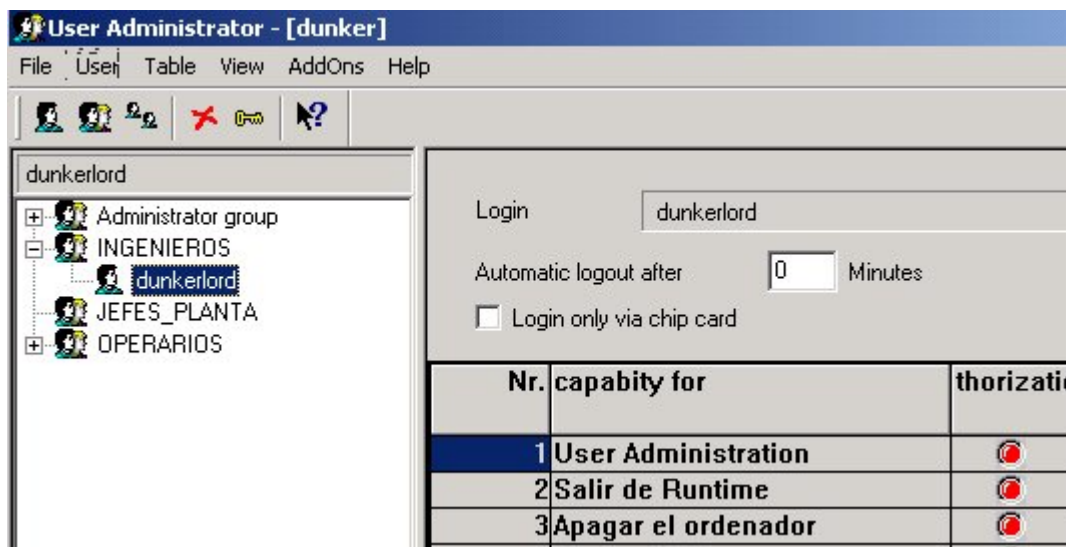 User Administrator - [dunker]
File User Table View AddOns Help
dunkerlord
Administrator group
INGENIEROS
dunkerlord
JEFES_PLANTA
OPERARIOS
Login dunkerlord
Automatic logout after 0 Minutes
Login only via chip card
Nr. capabity for thorizati
1 User Administration
2 Salir de Runtime
3 Apagar el ordenador